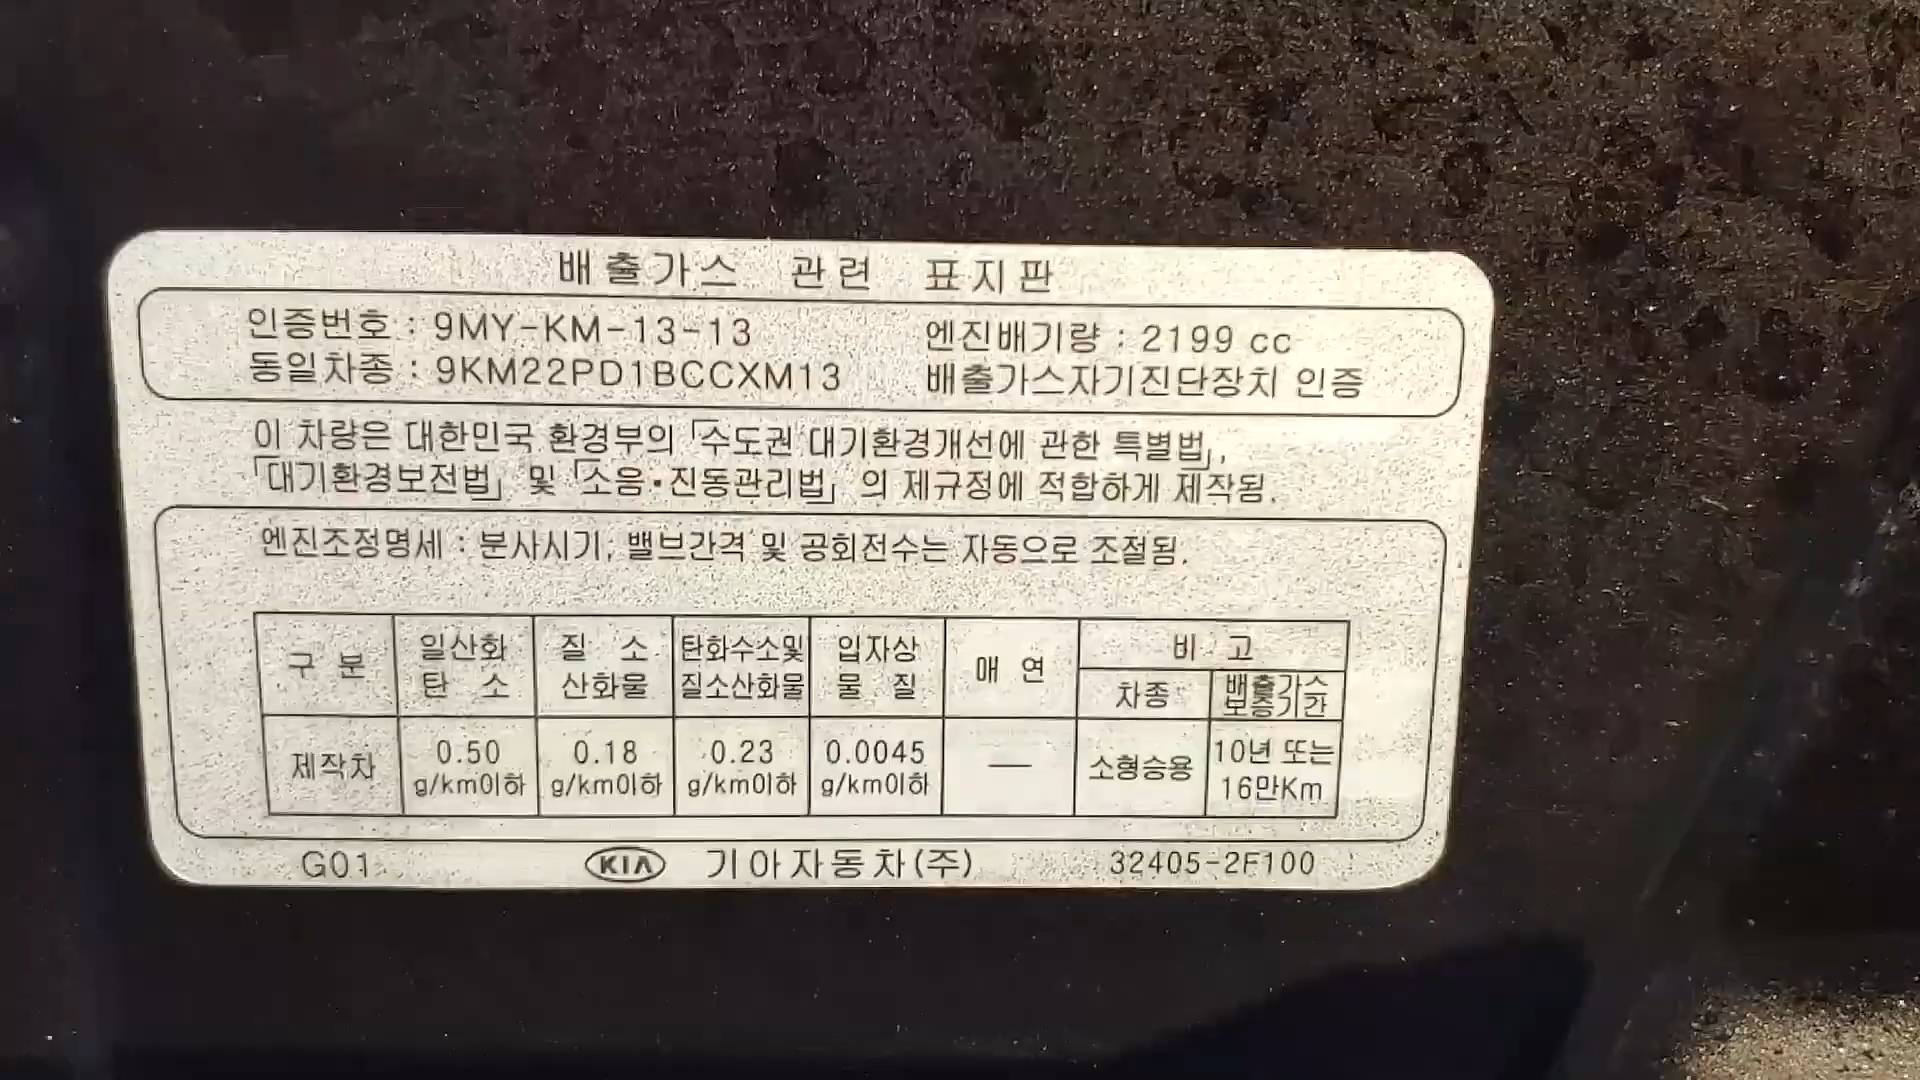 배출가스 관련 표지판
인증번호 : 9MY-KM-13-13 엔진배기량 : 2199 cc
동일차종 : 9KM22PD1BCCXM13 배출가스자기진단장치 인증
이 차량은 대한민국 환경부의 「수도권 대기환경개선에 관한 특별법」,
「대기환경보전법」 및 「소음·진동관리법」 의 제규정에 적합하게 제작됨.
엔진조정명세 : 분사시기, 밸브간격 및 공회전수는 자동으로 조절됨.
구 분
일산화
탄 소
질 소
산화물
탄화수소및
질소산화물
입자상
물 질
매 연
비 고
차종
배출가스
보증기간
제작차
0.50
g/km이하
0.18
g/km이하
0.23
g/km이하
0.0045
g/km이하
—
소형승용
10년 또는
16만Km
G01 KIA 기아자동차(주) 32405-2F100